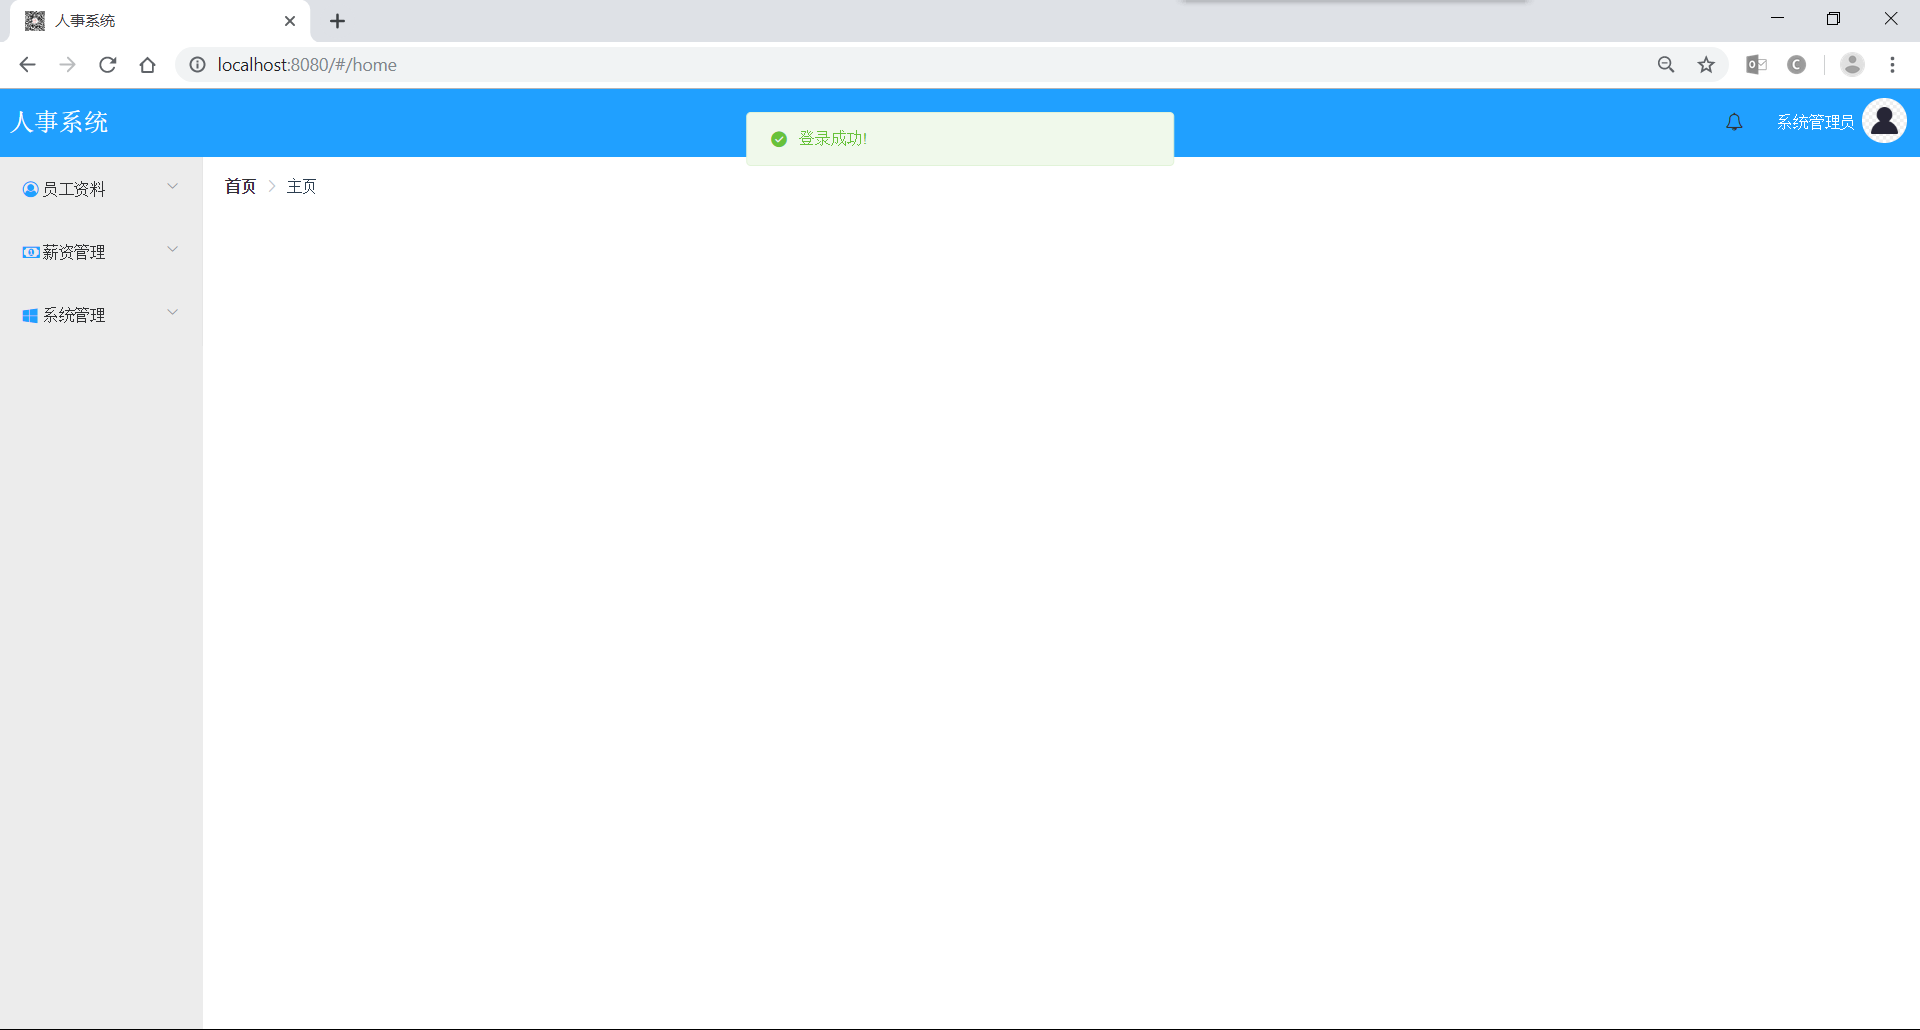 人事系统
localhost:8080/#/home
人事系统
登录成功!
系统管理员
员工资料
首页 主页
薪资管理
系统管理